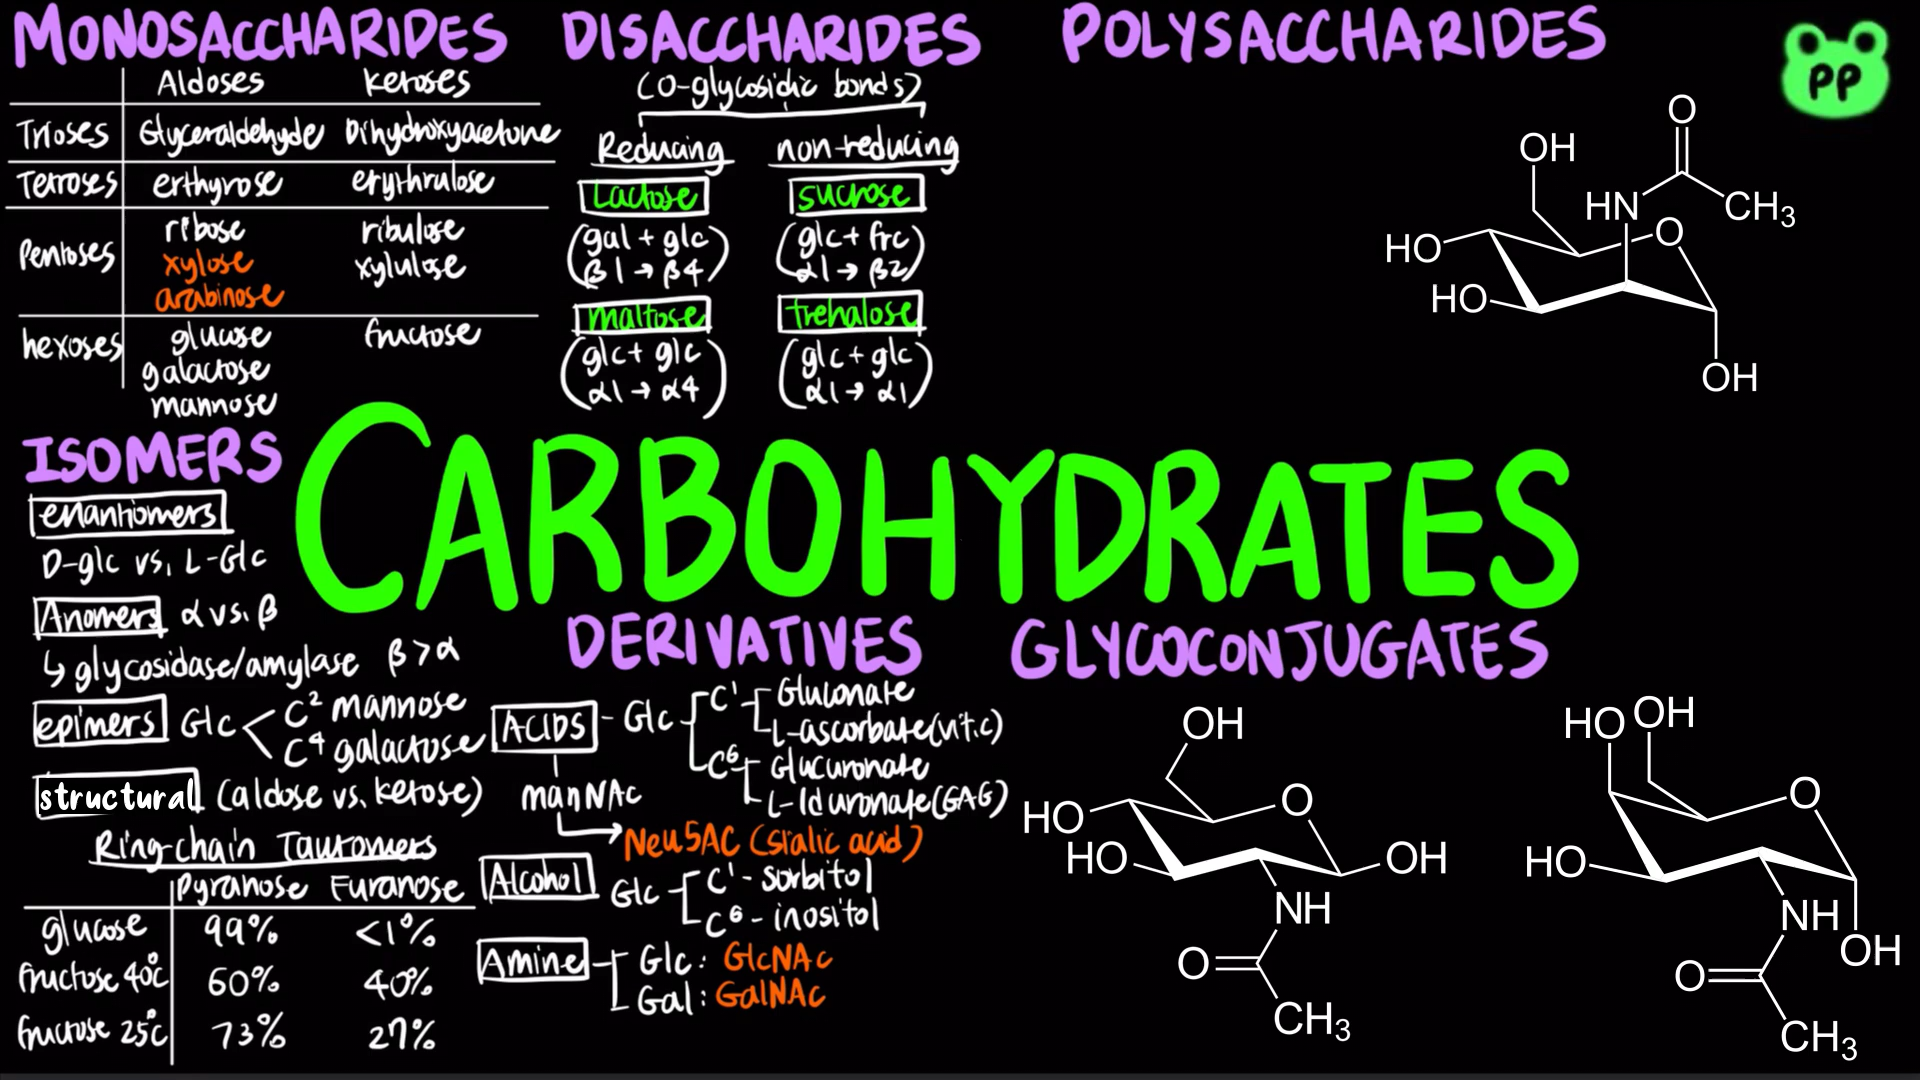 MONOSACCHARIDES
Aldoses ketoses
Trioses Glyceraldehyde Dihydroxyacetone
Tetroses erthyrose erythrulose
Pentoses ribose ribulose
xylose xylulose
arabinose
hexoses glucose fructose
galactose
mannose
DISACCHARIDES
(O-glycosidic bonds)
Reducing non-reducing
Lactose sucrose
(gal + glc (glc + frc
β1→β4) α1→β2)
maltose trehalose
(glc + glc (glc + glc
α1→α4) α1→α1)
POLYSACCHARIDES
PP
O
OH
HN
CH3
O
HO
HO
OH
CARBOHYDRATES
ISOMERS
enantiomers
D-glc vs. L-Glc
Anomers α vs. β
↳ glycosidase/amylase β>α
epimers Glc < C² mannose
C⁴ galactose
structural (aldose vs. ketose)
Ring-chain Tautomers
Pyranose Furanose
glucose 99% <1%
fructose 40°C 60% 40%
fructose 25°C 73% 27%
DERIVATIVES
ACIDS - Glc C' Gluconate
L-ascorbate(vit.c)
C⁶ Glucuronate
L-Iduronate(GAG)
manNAc
→ Neu5AC (sialic acid)
Alcohol Glc C' - sorbitol
C⁶ - inositol
Amine Glc: GlcNAc
Gal: GalNAc
GLYCOCONJUGATES
OH
O
HO
HO
OH
NH
O
CH3
HO OH
O
HO
NH
OH
O
CH3